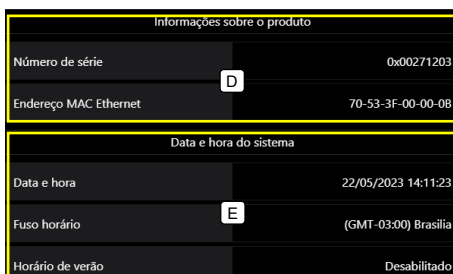 Informações sobre o produto
Número de série 0x00271203
D
Endereço MAC Ethernet 70-53-3F-00-00-0B
Data e hora do sistema
Data e hora 22/05/2023 14:11:23
E
Fuso horário (GMT-03:00) Brasilia
Horário de verão Desabilitado